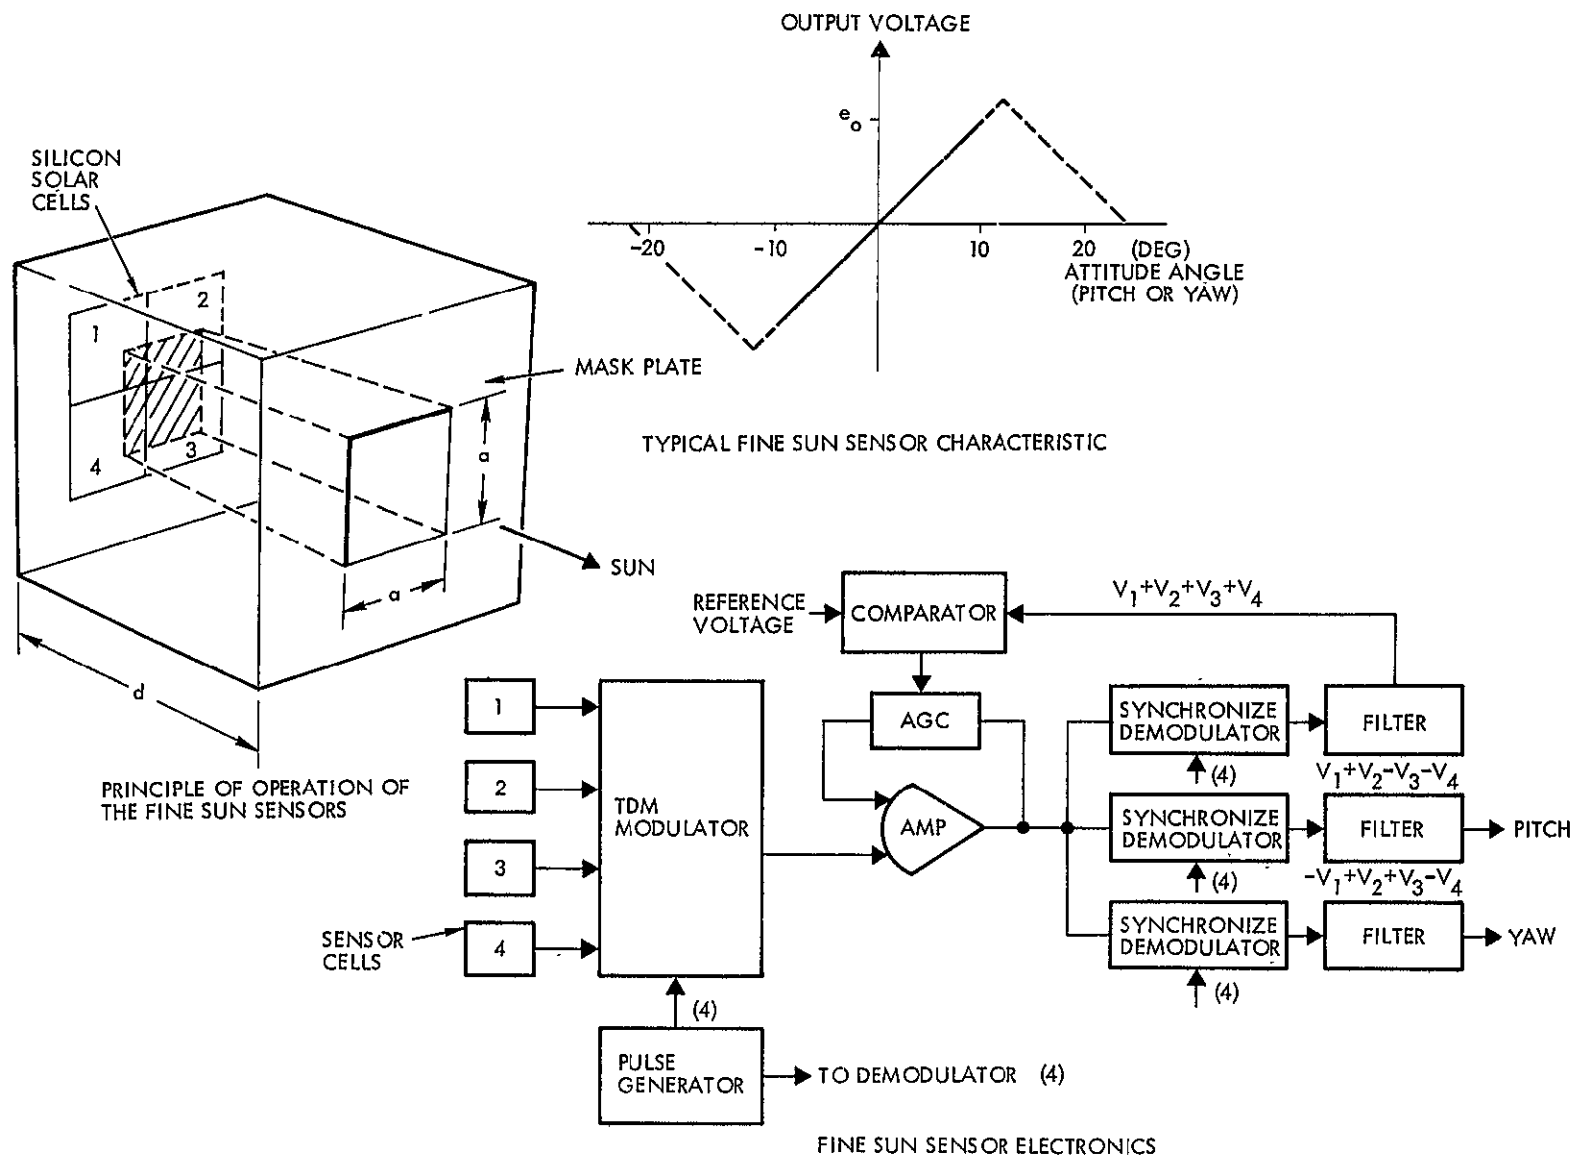 OUTPUT VOLTAGE
e₀
-20
-10
10
20
(DEG)
ATTITUDE ANGLE
(PITCH OR YAW)
TYPICAL FINE SUN SENSOR CHARACTERISTIC
SILICON
SOLAR
CELLS
1
2
3
4
MASK PLATE
a
a
SUN
d
PRINCIPLE OF OPERATION OF
THE FINE SUN SENSORS
REFERENCE
VOLTAGE
COMPARATOR
V₁+V₂+V₃+V₄
AGC
AMP
1
2
3
4
SENSOR
CELLS
TDM
MODULATOR
(4)
PULSE
GENERATOR
TO DEMODULATOR (4)
SYNCHRONIZE
DEMODULATOR
FILTER
(4)
V₁+V₂-V₃-V₄
SYNCHRONIZE
DEMODULATOR
FILTER
PITCH
(4)
-V₁+V₂+V₃-V₄
SYNCHRONIZE
DEMODULATOR
FILTER
YAW
(4)
FINE SUN SENSOR ELECTRONICS